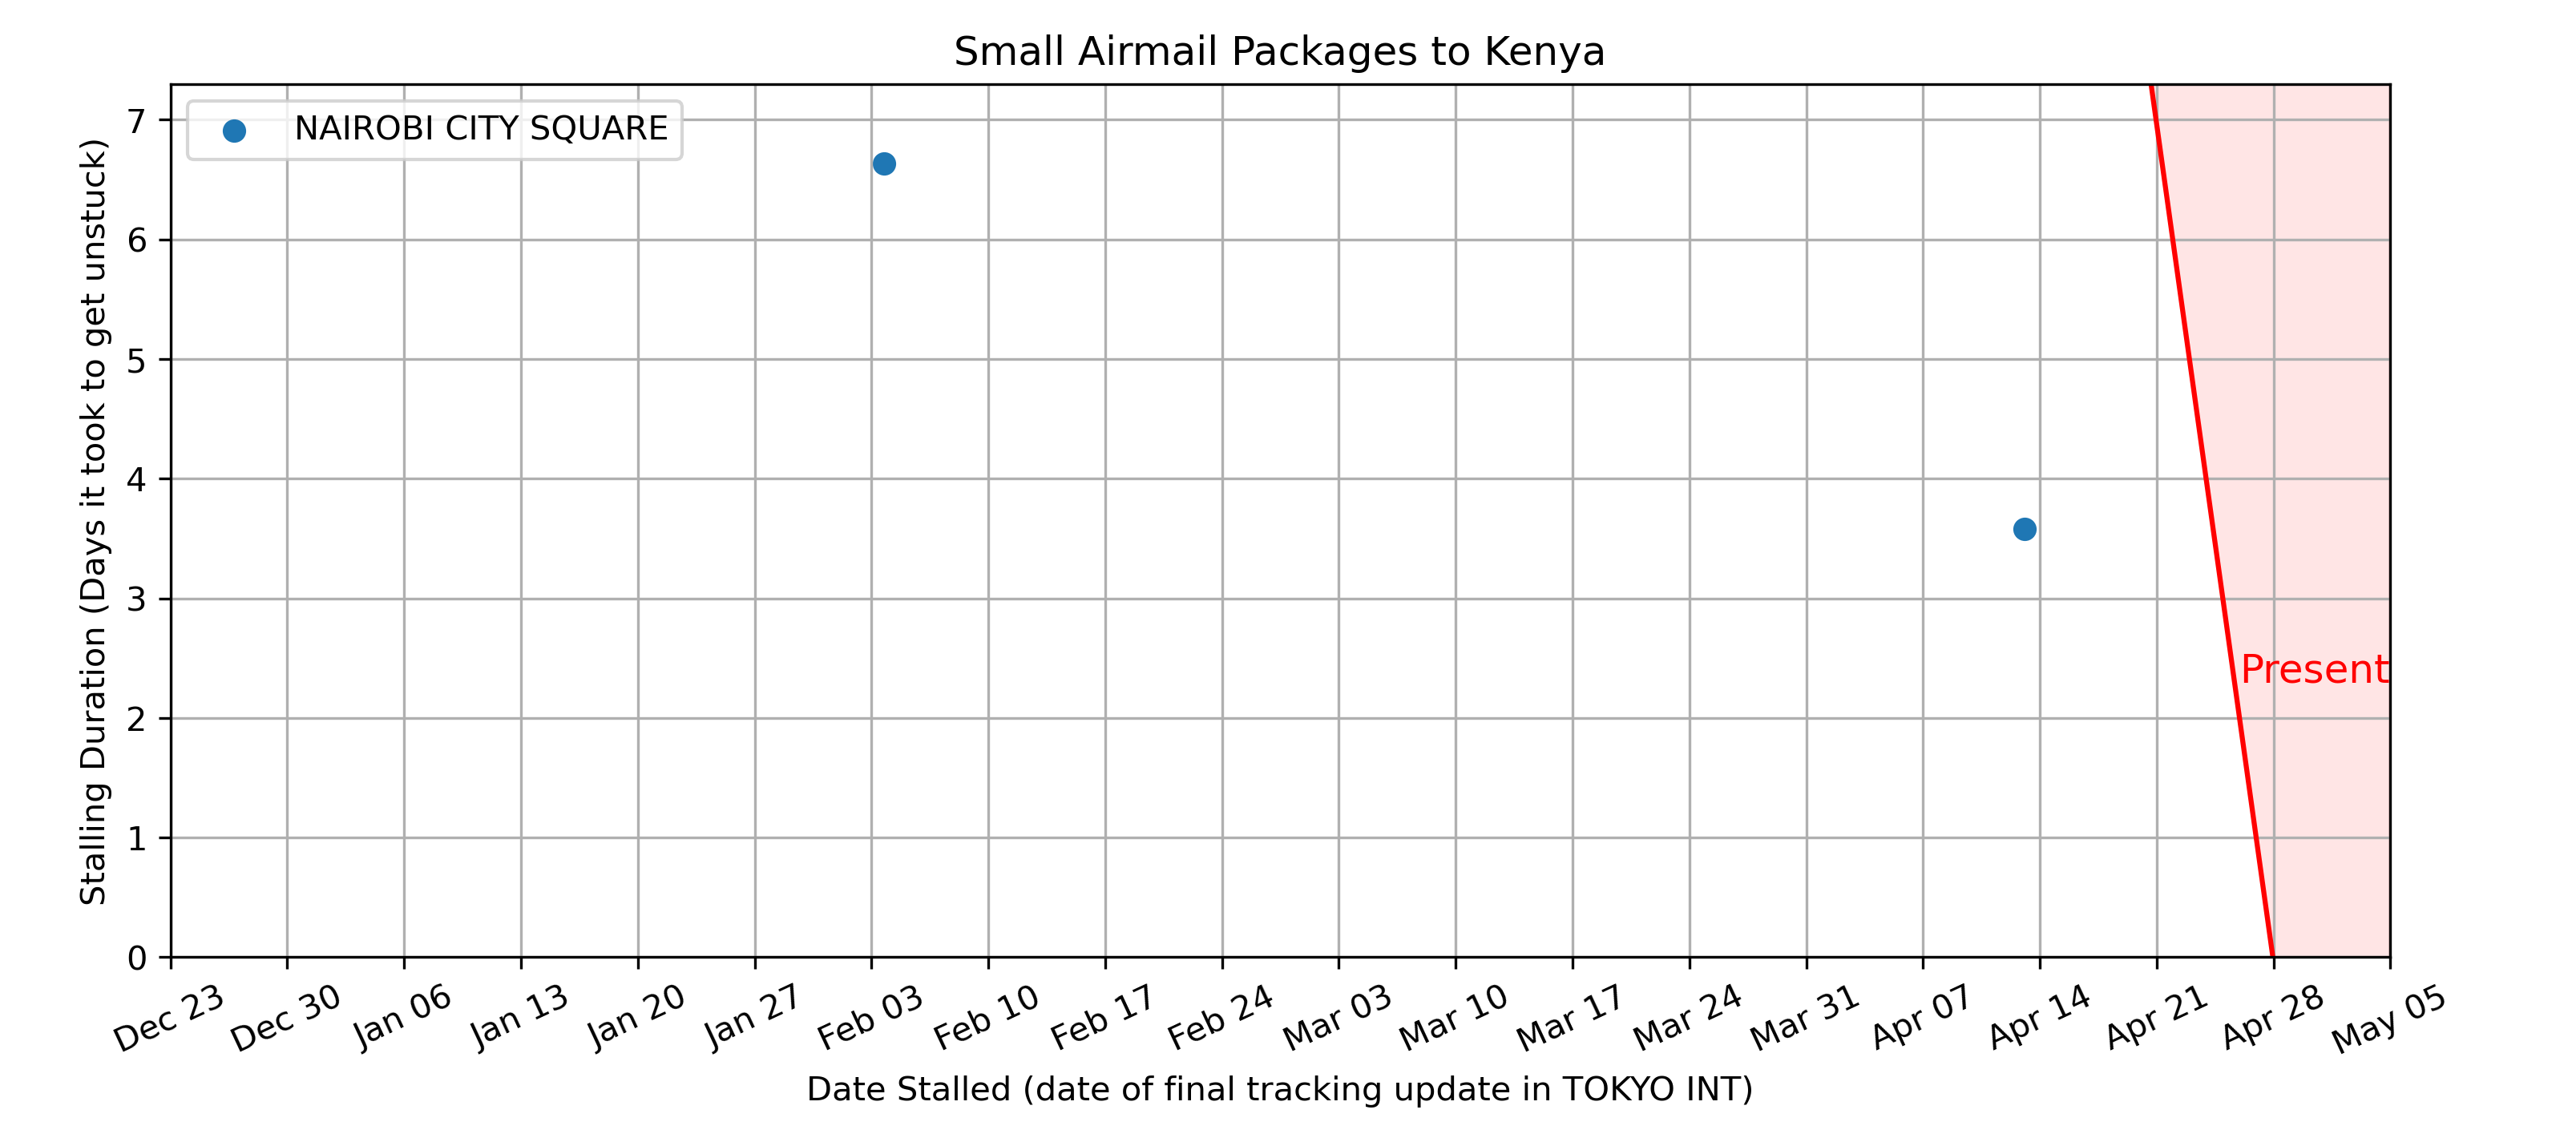 Small Airmail Packages to Kenya
NAIROBI CITY SQUARE
Stalling Duration (Days it took to get unstuck)
7
6
5
4
3
2
1
0
Present
Dec 23
Dec 30
Jan 06
Jan 13
Jan 20
Jan 27
Feb 03
Feb 10
Feb 17
Feb 24
Mar 03
Mar 10
Mar 17
Mar 24
Mar 31
Apr 07
Apr 14
Apr 21
Apr 28
May 05
Date Stalled (date of final tracking update in TOKYO INT)